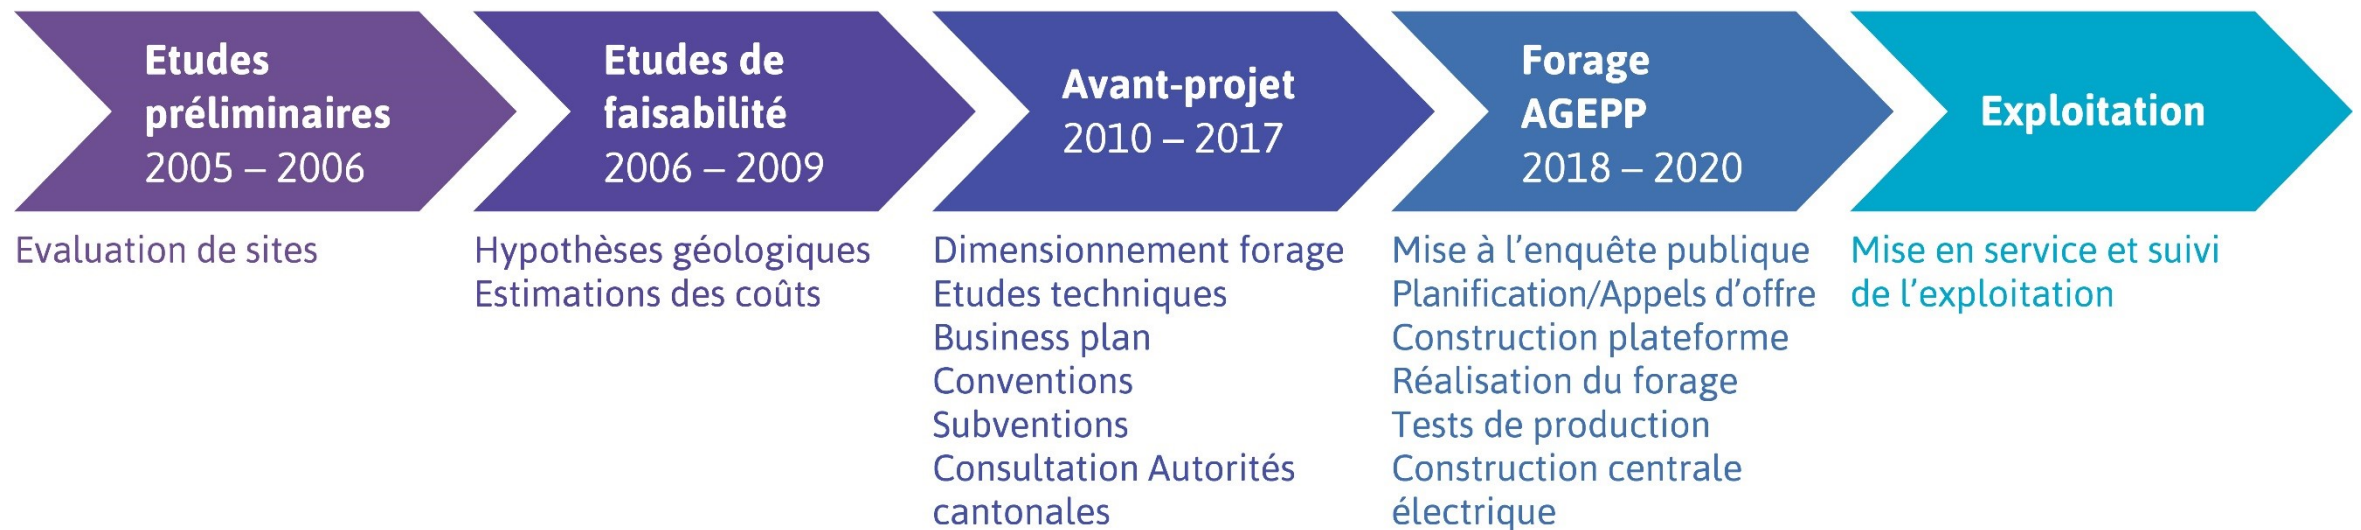 Etudes
préliminaires
2005 – 2006
Evaluation de sites
Etudes de
faisabilité
2006 – 2009
Hypothèses géologiques
Estimations des coûts
Avant-projet
2010 – 2017
Dimensionnement forage
Etudes techniques
Business plan
Conventions
Subventions
Consultation Autorités
cantonales
Forage
AGEPP
2018 – 2020
Mise à l’enquête publique
Planification/Appels d’offre
Construction plateforme
Réalisation du forage
Tests de production
Construction centrale
électrique
Exploitation
Mise en service et suivi
de l’exploitation